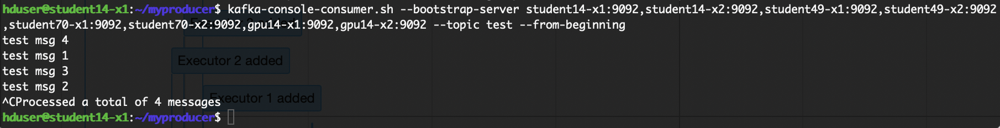 hduser@student14-x1:~/myproducer$ kafka-console-consumer.sh --bootstrap-server student14-x1:9092,student14-x2:9092,student49-x1:9092,student49-x2:9092
,student70-x1:9092,student70-x2:9092,gpu14-x1:9092,gpu14-x2:9092 --topic test --from-beginning
test msg 4
test msg 1
Executor 2 added
test msg 3
test msg 2
^CProcessed a total of 4 messages
Executor 1 added
hduser@student14-x1:~/myproducer$